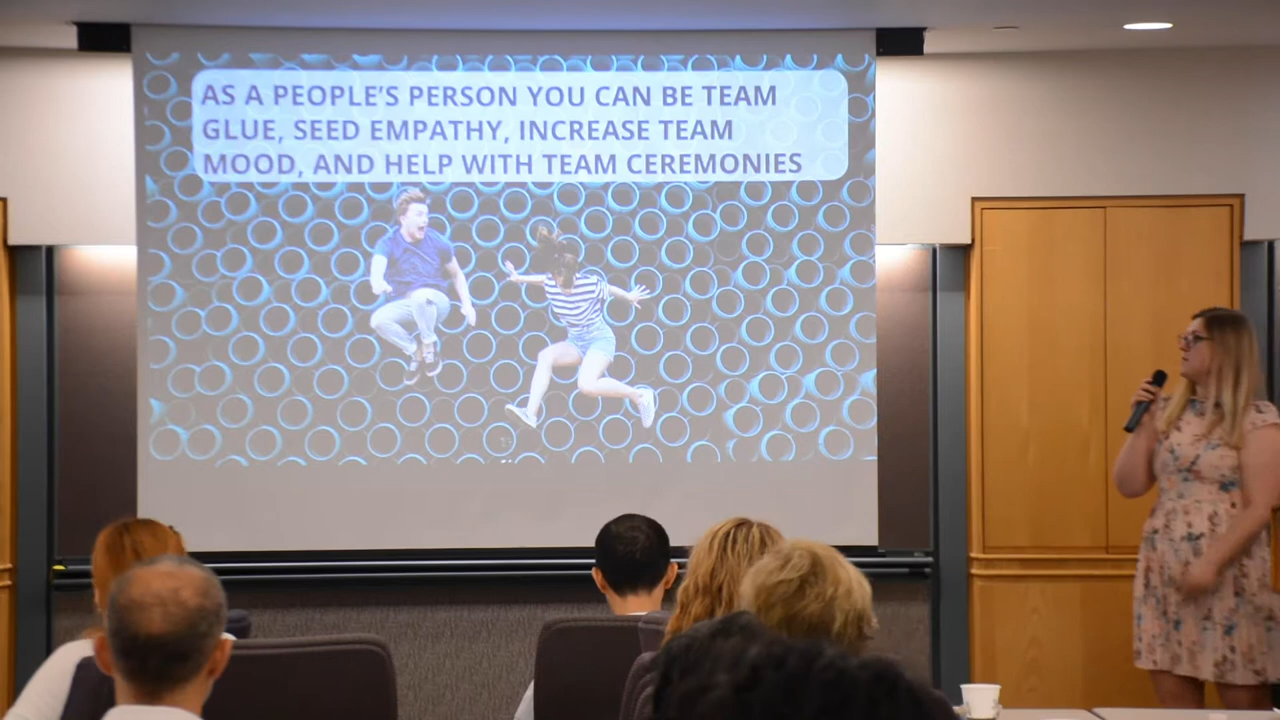 AS A PEOPLE'S PERSON YOU CAN BE TEAM
GLUE, SEED EMPATHY, INCREASE TEAM
MOOD, AND HELP WITH TEAM CEREMONIES